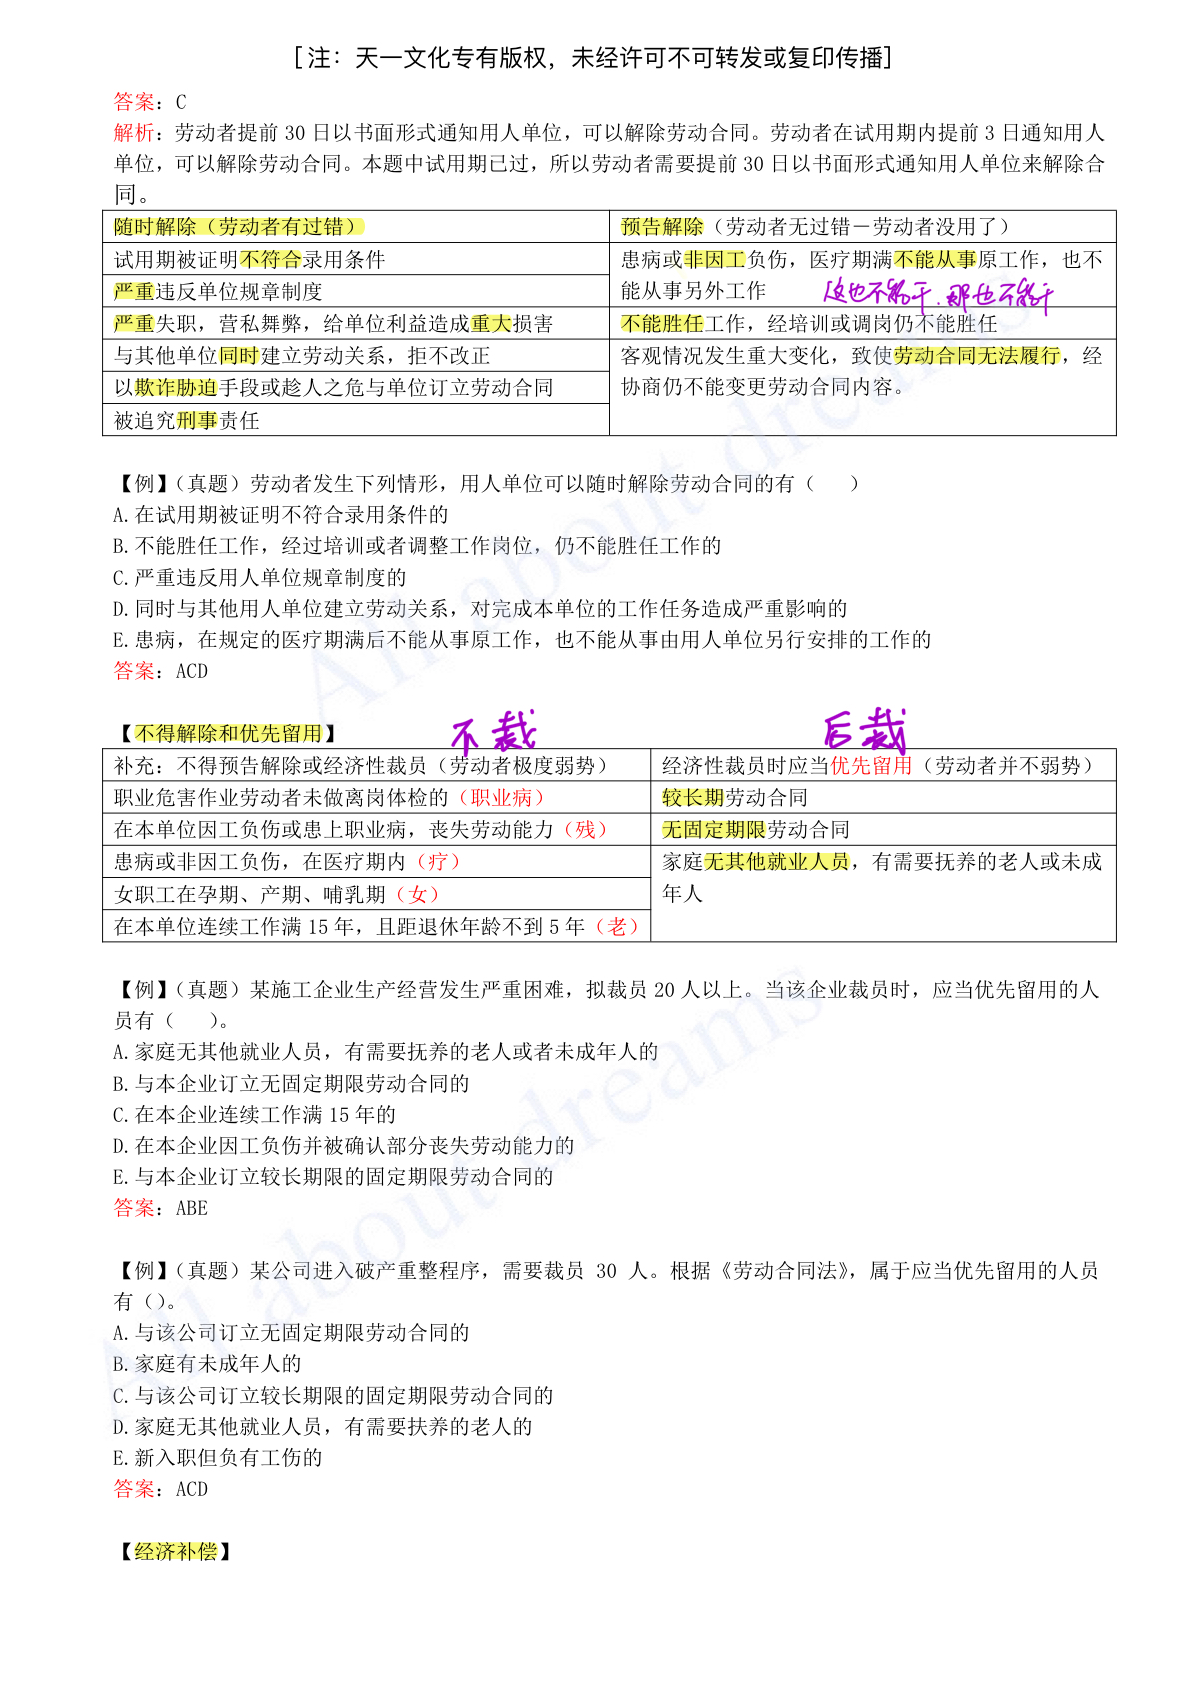 [注：天一文化专有版权，未经许可不可转发或复印传播]
答案：C
解析：劳动者提前 30 日以书面形式通知用人单位，可以解除劳动合同。劳动者在试用期内提前 3 日通知用人
单位，可以解除劳动合同。本题中试用期已过，所以劳动者需要提前 30 日以书面形式通知用人单位来解除合
同。
随时解除（劳动者有过错）
预告解除（劳动者无过错－劳动者没用了）
试用期被证明不符合录用条件
患病或非因工负伤，医疗期满不能从事原工作，也不
能从事另外工作
这也不能干.那也不能干
严重违反单位规章制度
严重失职，营私舞弊，给单位利益造成重大损害
不能胜任工作，经培训或调岗仍不能胜任
与其他单位同时建立劳动关系，拒不改正
客观情况发生重大变化，致使劳动合同无法履行，经
协商仍不能变更劳动合同内容。
以欺诈胁迫手段或趁人之危与单位订立劳动合同
被追究刑事责任
【例】（真题）劳动者发生下列情形，用人单位可以随时解除劳动合同的有（  ）
A.在试用期被证明不符合录用条件的
B.不能胜任工作，经过培训或者调整工作岗位，仍不能胜任工作的
C.严重违反用人单位规章制度的
D.同时与其他用人单位建立劳动关系，对完成本单位的工作任务造成严重影响的
E.患病，在规定的医疗期满后不能从事原工作，也不能从事由用人单位另行安排的工作的
答案：ACD
【不得解除和优先留用】
不裁
后裁
补充：不得预告解除或经济性裁员（劳动者极度弱势）
经济性裁员时应当优先留用（劳动者并不弱势）
职业危害作业劳动者未做离岗体检的（职业病）
较长期劳动合同
在本单位因工负伤或患上职业病，丧失劳动能力（残）
无固定期限劳动合同
患病或非因工负伤，在医疗期内（疗）
家庭无其他就业人员，有需要抚养的老人或未成
年人
女职工在孕期、产期、哺乳期（女）
在本单位连续工作满 15 年，且距退休年龄不到 5 年（老）
【例】（真题）某施工企业生产经营发生严重困难，拟裁员 20 人以上。当该企业裁员时，应当优先留用的人
员有（  ）。
A.家庭无其他就业人员，有需要抚养的老人或者未成年人的
B.与本企业订立无固定期限劳动合同的
C.在本企业连续工作满 15 年的
D.在本企业因工负伤并被确认部分丧失劳动能力的
E.与本企业订立较长期限的固定期限劳动合同的
答案：ABE
【例】（真题）某公司进入破产重整程序，需要裁员 30 人。根据《劳动合同法》，属于应当优先留用的人员
有（）。
A.与该公司订立无固定期限劳动合同的
B.家庭有未成年人的
C.与该公司订立较长期限的固定期限劳动合同的
D.家庭无其他就业人员，有需要扶养的老人的
E.新入职但负有工伤的
答案：ACD
【经济补偿】
All about dreams
All about dreams